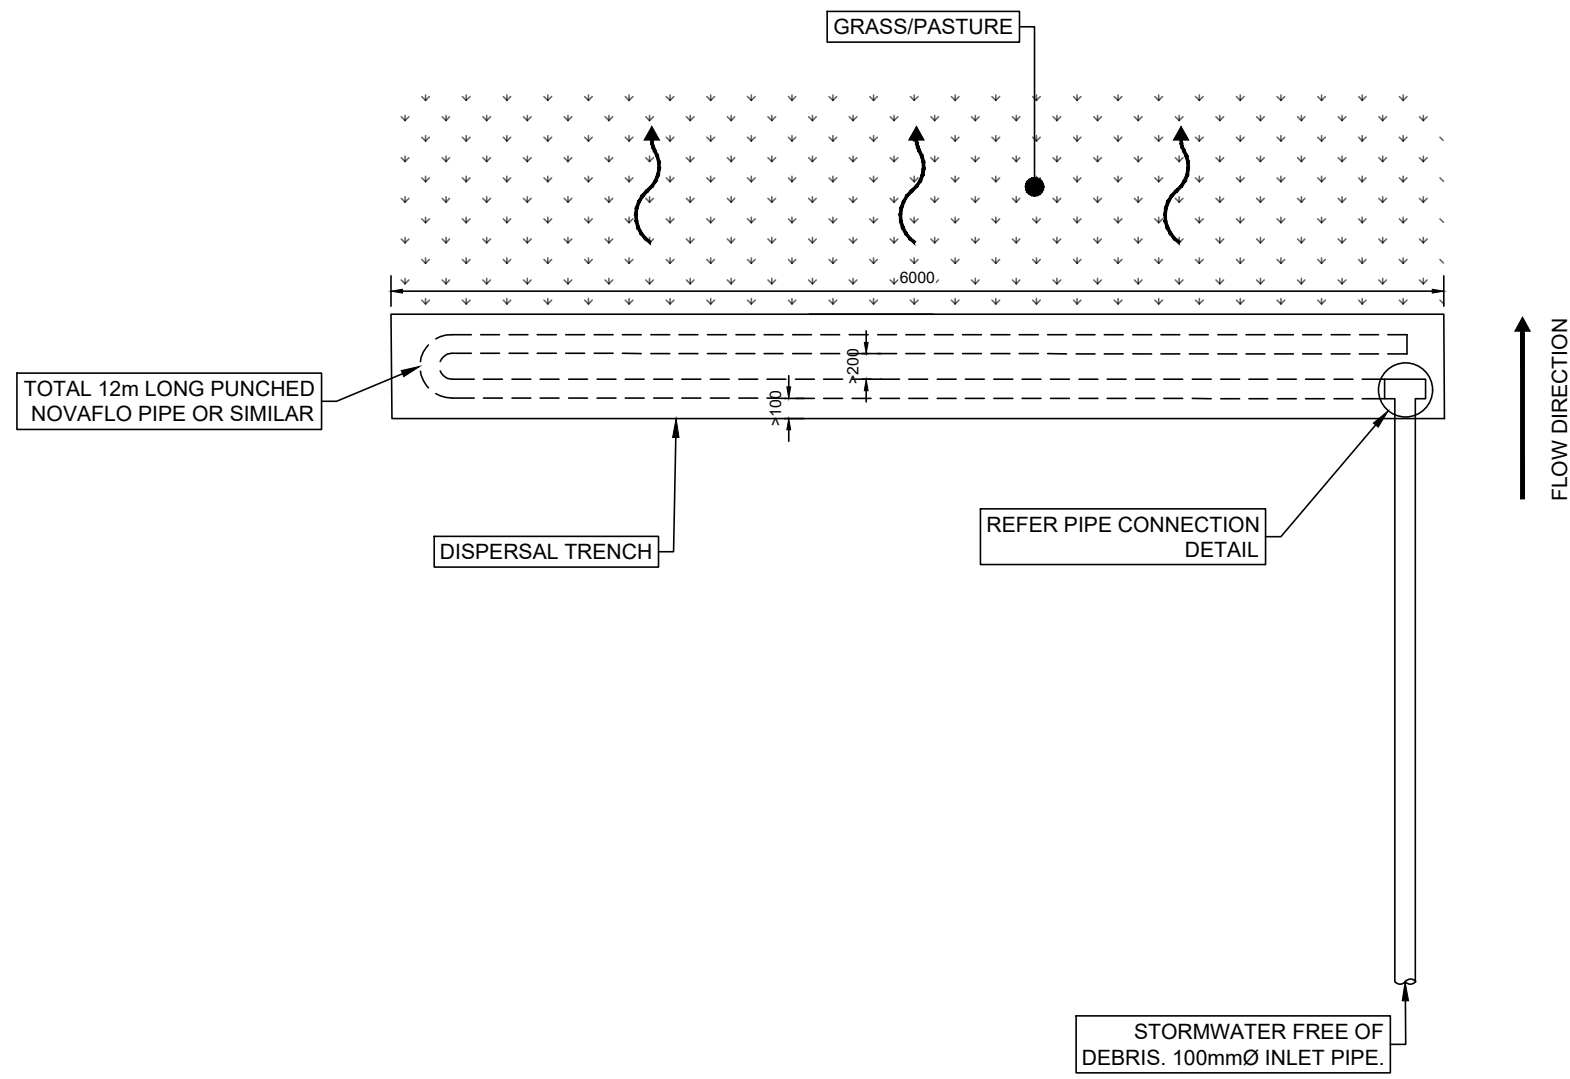 GRASS/PASTURE
6000
>200
>100
TOTAL 12m LONG PUNCHED
NOVAFLO PIPE OR SIMILAR
FLOW DIRECTION
DISPERSAL TRENCH
REFER PIPE CONNECTION
DETAIL
STORMWATER FREE OF
DEBRIS. 100mmØ INLET PIPE.